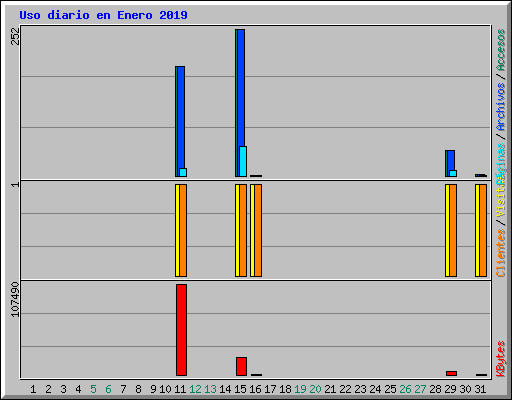 Uso diario en Enero 2019
252
1
107490
Accesos / Archivos / Páginas
Visitas / Clientes
KBytes
1 2 3 4 5 6 7 8 9 10 11 12 13 14 15 16 17 18 19 20 21 22 23 24 25 26 27 28 29 30 31